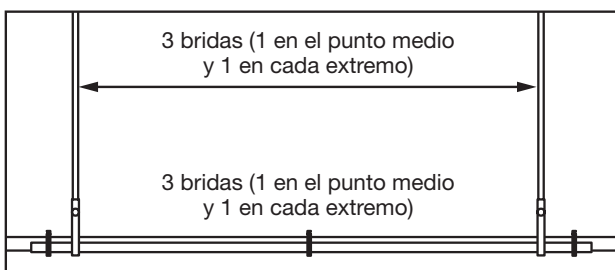 3 bridas (1 en el punto medio
y 1 en cada extremo)
3 bridas (1 en el punto medio
y 1 en cada extremo)